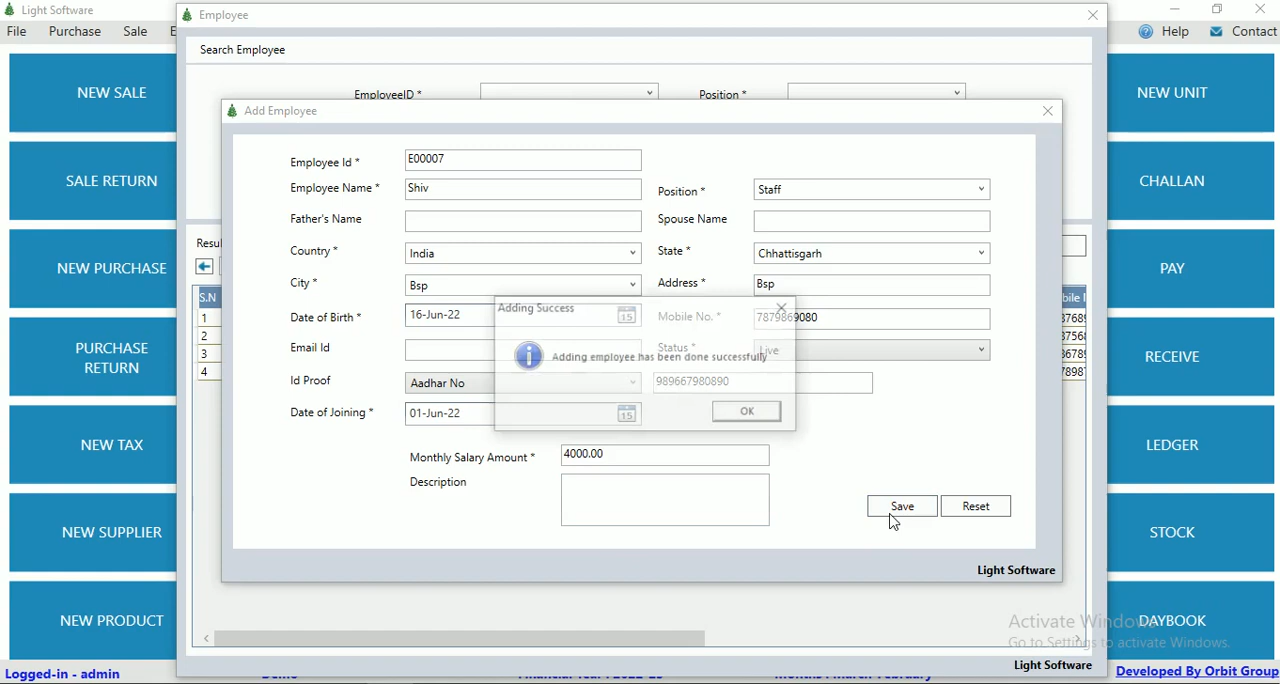 Light Software
Employee
File Purchase Sale E
Help Contact
Search Employee
NEW SALE
EmployeeID *
Position *
NEW UNIT
Add Employee
Employee Id * E00007
SALE RETURN
Employee Name * Shiv
Position * Staff
CHALLAN
Father's Name
Spouse Name
Resul
Country * India
State * Chhattisgarh
NEW PURCHASE
City * Bsp
Address * Bsp
PAY
S.N
bile
Adding Success
1
Date of Birth * 16-Jun-22 15
Mobile No. * 7879869080
2
Email Id
Status * Live
Adding employee has been done successfully
PURCHASE
RETURN
RECEIVE
3
4
Id Proof Aadhar No 989667980890
Date of Joining * 01-Jun-22 15
OK
NEW TAX
Monthly Salary Amount * 4000.00
LEDGER
Description
Save Reset
NEW SUPPLIER
STOCK
Light Software
NEW PRODUCT
Activate Windows
DAYBOOK
Go to Settings to activate Windows.
Light Software
Logged-in - admin
Developed By Orbit Group